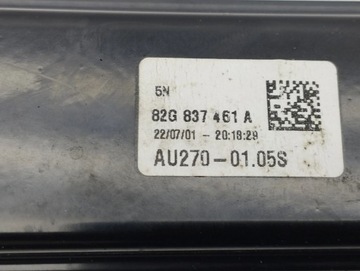 5N
82G 837 461 A
22/07/01 - 20:18:28
AU270-01.05S